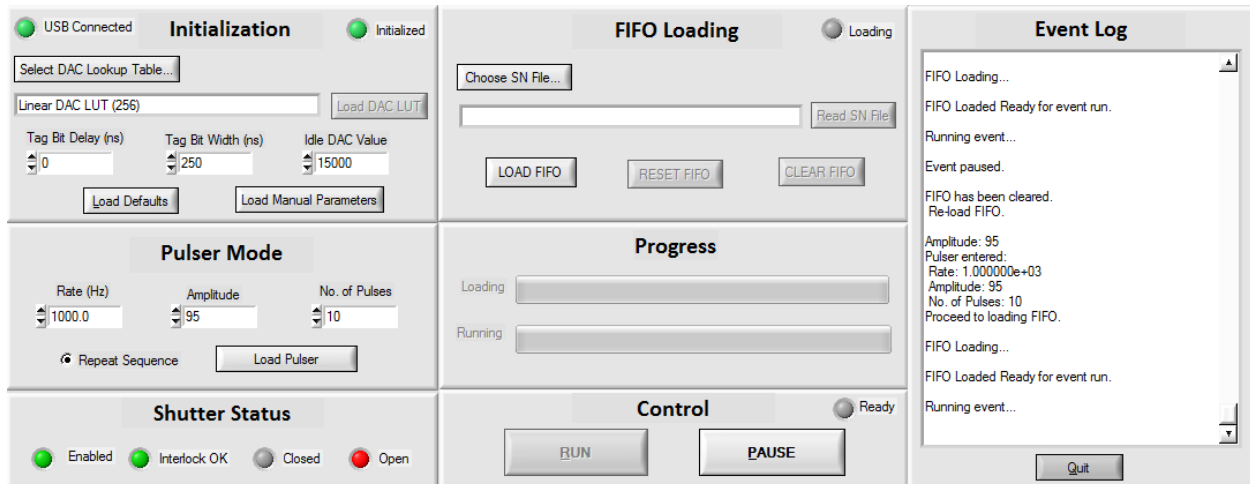 USB Connected
Initialization
Initialized
Select DAC Lookup Table...
Linear DAC LUT (256)
Load DAC LUT
Tag Bit Delay (ns)
Tag Bit Width (ns)
Idle DAC Value
0
250
15000
Load Defaults
Load Manual Parameters
Pulser Mode
Rate (Hz)
Amplitude
No. of Pulses
1000.0
95
10
Repeat Sequence
Load Pulser
Shutter Status
Enabled
Interlock OK
Closed
Open
FIFO Loading
Loading
Choose SN File...
Read SN File
LOAD FIFO
RESET FIFO
CLEAR FIFO
Progress
Loading
Running
Control
Ready
RUN
PAUSE
Event Log
FIFO Loading...
FIFO Loaded Ready for event run.
Running event...
Event paused.
FIFO has been cleared.
Re-load FIFO.
Amplitude: 95
Pulser entered:
Rate: 1.000000e+03
Amplitude: 95
No. of Pulses: 10
Proceed to loading FIFO.
FIFO Loading...
FIFO Loaded Ready for event run.
Running event...
Quit